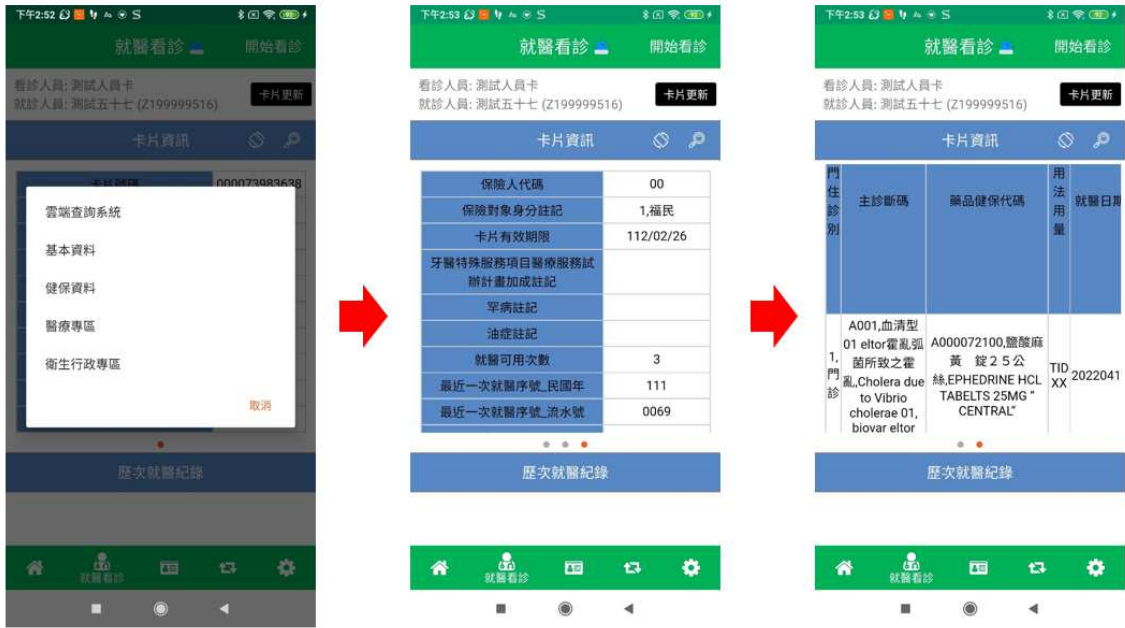 下午2:52
就醫看診
開始看診
看診人員: 測試人員卡
就診人員: 測試五十七 (Z199999516)
卡片更新
卡片資訊
卡片號碼 000073983638
雲端查詢系統
基本資料
健保資料
醫療專區
衛生行政專區
取消
歷次就醫紀錄
就醫看診
下午2:53
就醫看診
開始看診
看診人員: 測試人員卡
就診人員: 測試五十七 (Z199999516)
卡片更新
卡片資訊
保險人代碼 00
保險對象身分註記 1,福民
卡片有效期限 112/02/26
牙醫特殊服務項目醫療服務試
辦計畫加成註記
罕病註記
油症註記
就醫可用次數 3
最近一次就醫序號_民國年 111
最近一次就醫序號_流水號 0069
歷次就醫紀錄
就醫看診
下午2:53
就醫看診
開始看診
看診人員: 測試人員卡
就診人員: 測試五十七 (Z199999516)
卡片更新
卡片資訊
門
住
診
別
主診斷碼
藥品健保代碼
用
法
用
量
就醫日期
1,
門
診
A001,血清型
01 eltor霍亂弧
菌所致之霍
亂,Cholera due
to Vibrio
cholerae 01,
biovar eltor
A000072100,鹽酸麻
黃 錠25公
絲,EPHEDRINE HCL
TABELTS 25MG "
CENTRAL"
TID
XX
2022041
歷次就醫紀錄
就醫看診